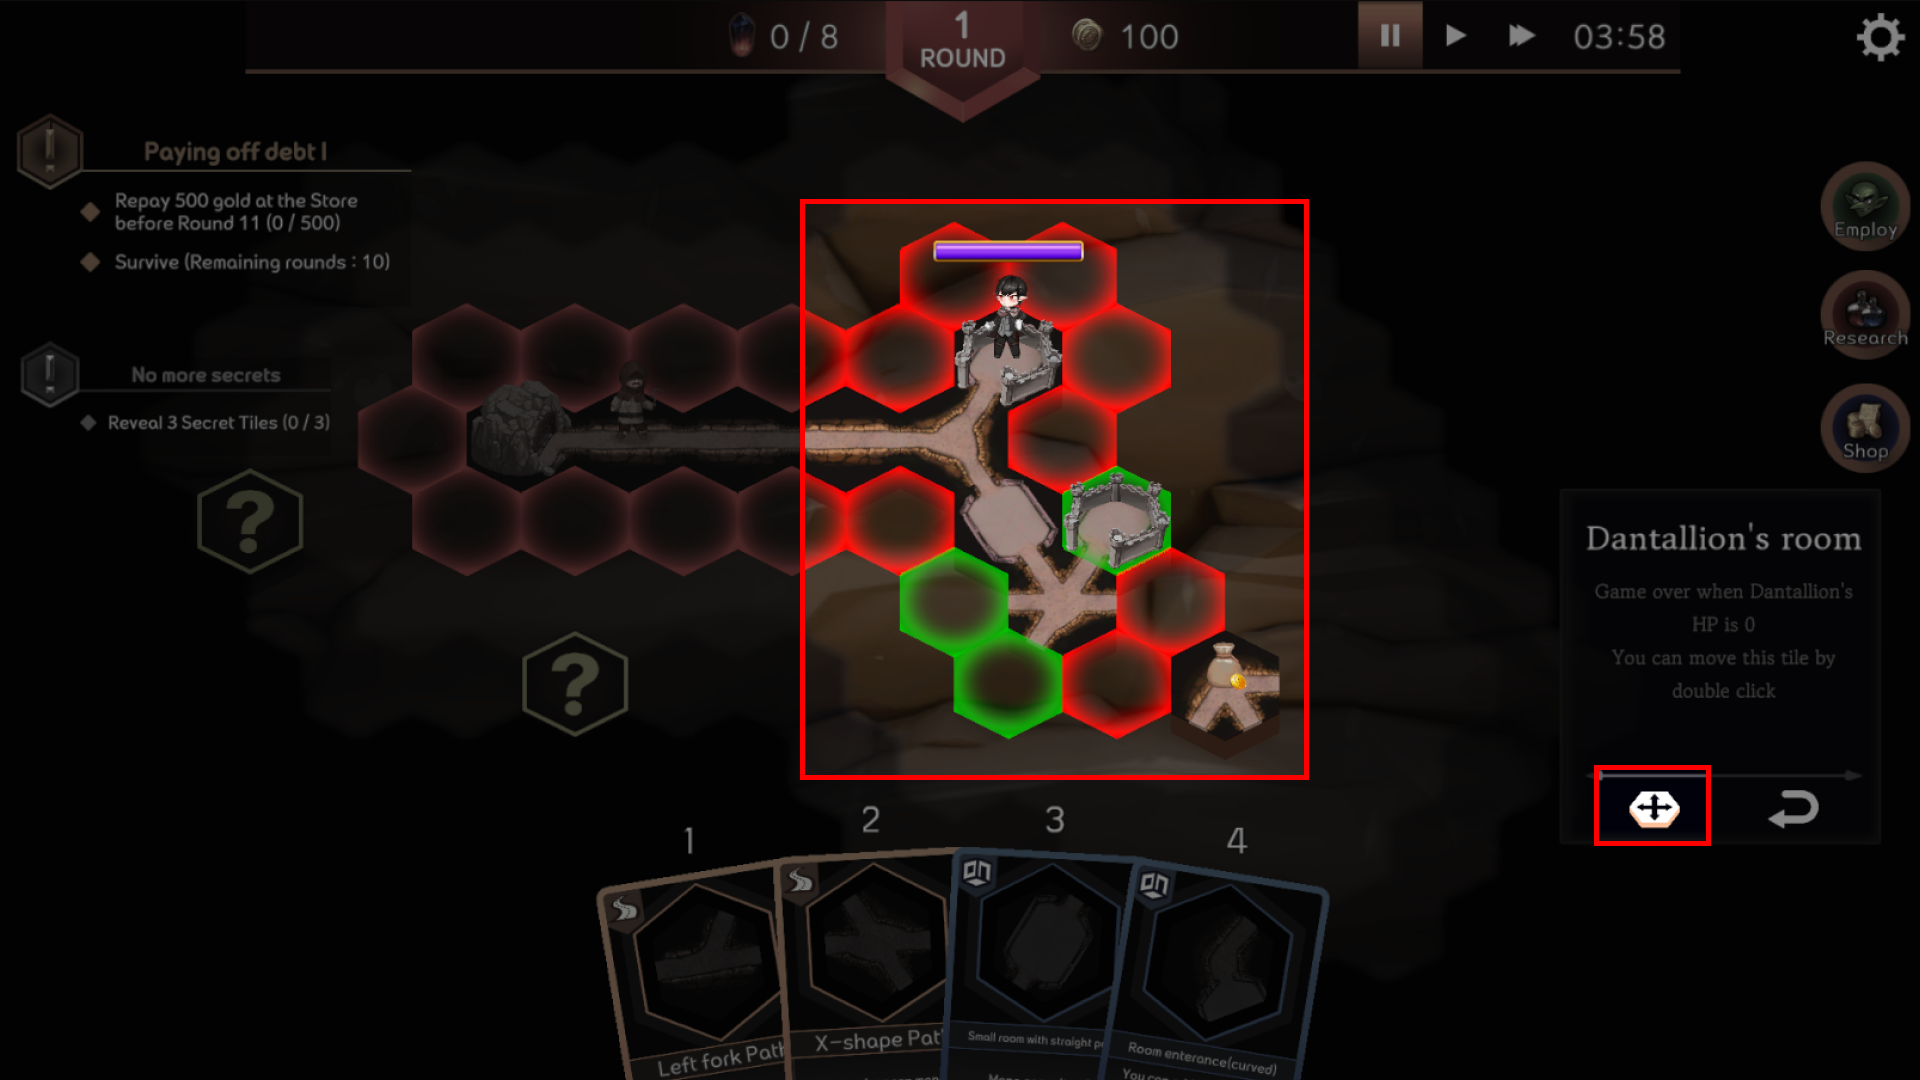 0 / 8
1
ROUND
100
03:58
Paying off debt I
Repay 500 gold at the Store
before Round 11 (0 / 500)
Survive (Remaining rounds : 10)
No more secrets
Reveal 3 Secret Tiles (0 / 3)
?
?
Employ
Research
Shop
Dantallion's room
Game over when Dantallion's
HP is 0
You can move this tile by
double click
1
2
3
4
Left fork Path
X-shape Pat
Small room with straight p
Room enterance(curved)
You can